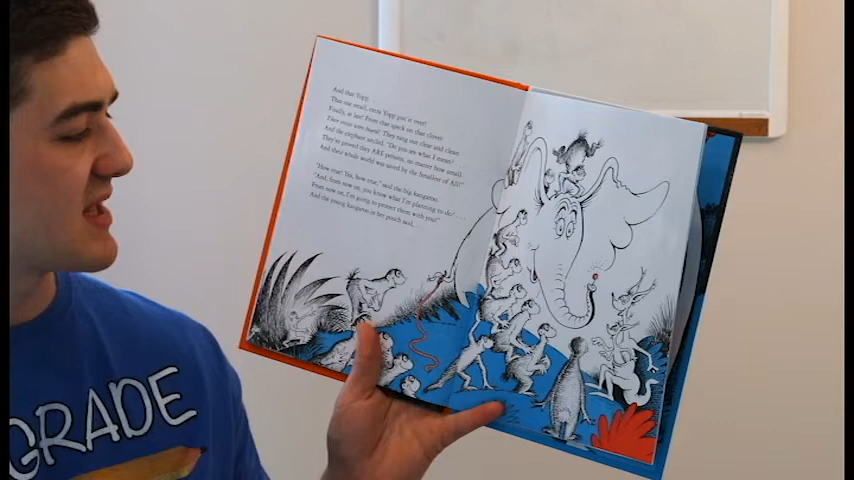 And that Yopp...
That one small, extra Yopp put it over!
Finally, at last! From that speck on that clover
Their voices were heard! They rang out clear and clean.
And the elephant smiled. "Do you see what I mean? . . .
They've proved they ARE persons, no matter how small.
And their whole world was saved by the Smallest of All!"
"How true! Yes, how true," said the big kangaroo.
"And, from now on, you know what I'm planning to do? . . .
From now on, I'm going to protect them with you!"
And the young kangaroo in her pouch said, . . .
GRADE